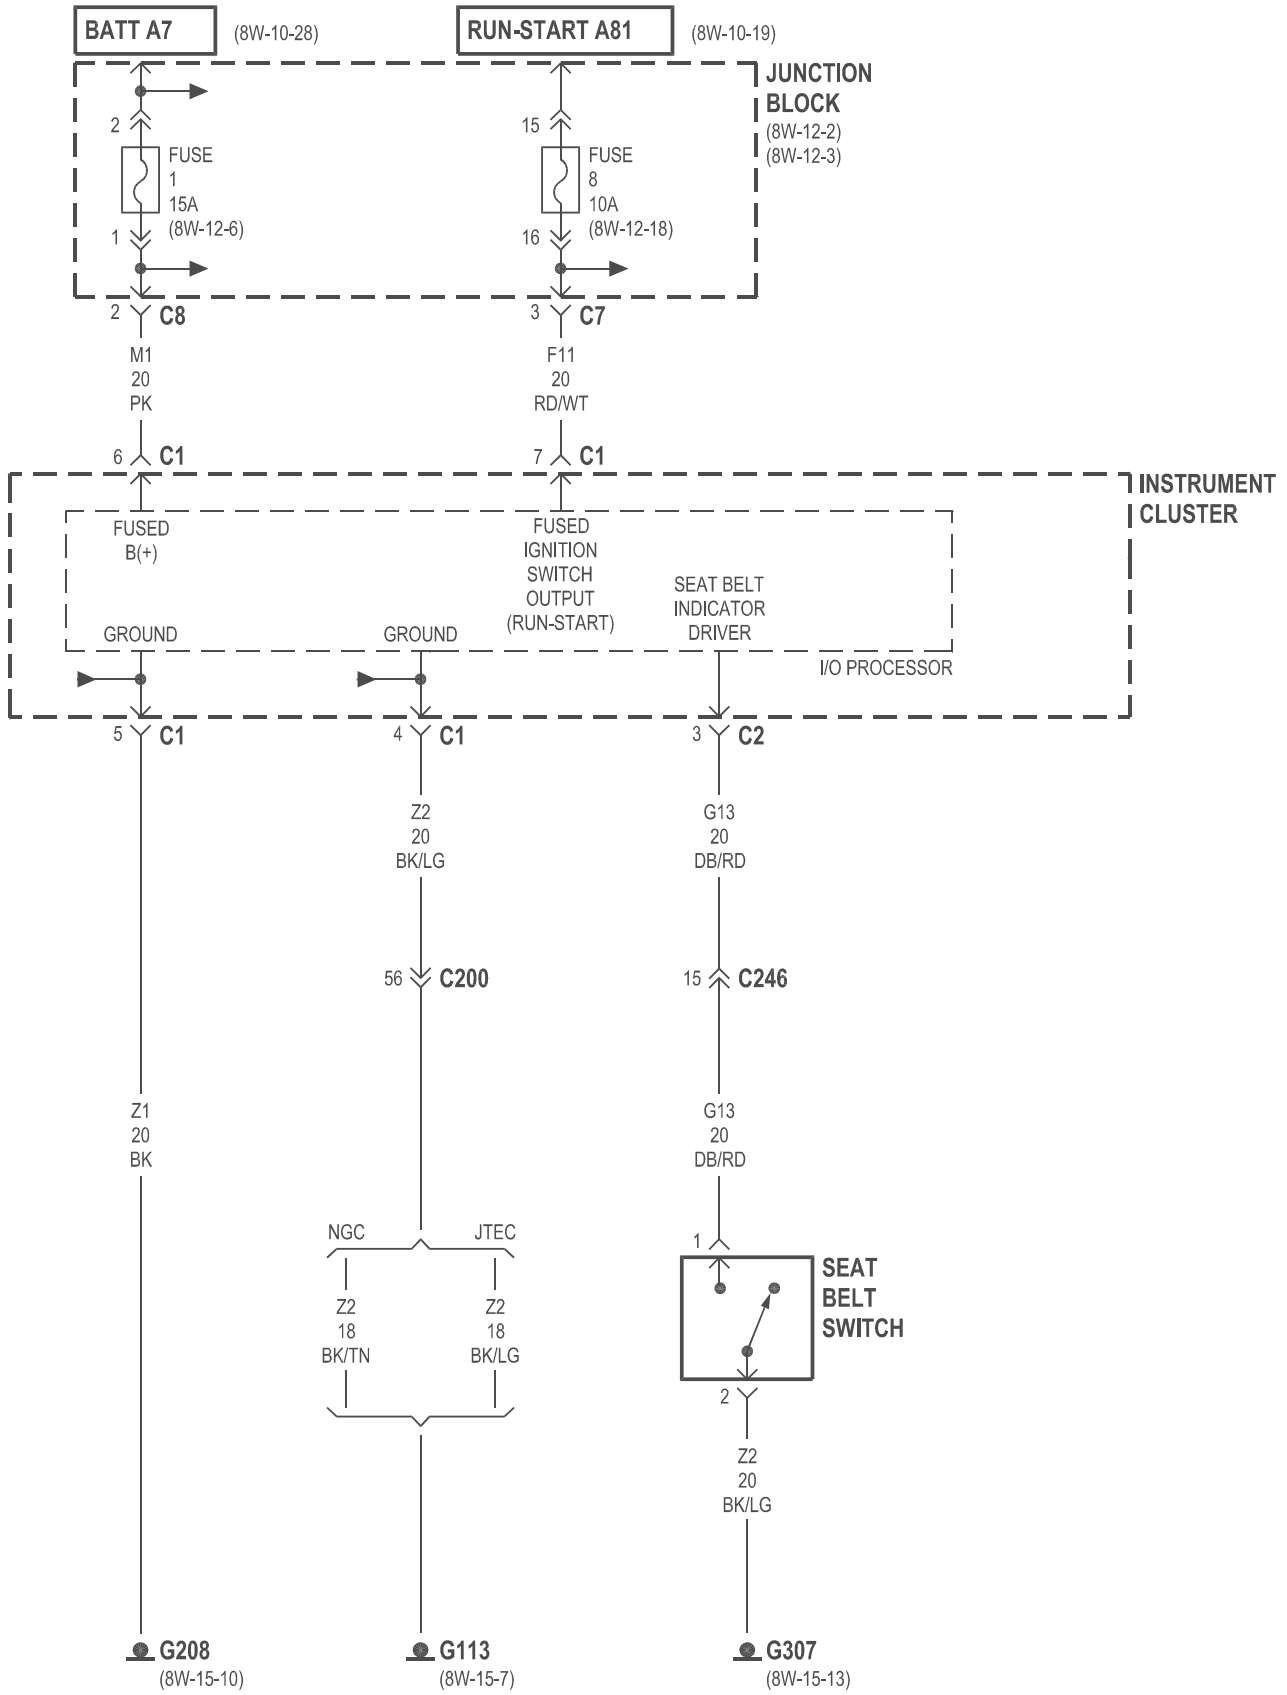 BATT A7 (8W-10-28) RUN-START A81 (8W-10-19)
JUNCTION
BLOCK
(8W-12-2)
(8W-12-3)
2
FUSE
1
15A
(8W-12-6)
1
15
FUSE
8
10A
(8W-12-18)
16
2 C8
3 C7
M1
20
PK
F11
20
RD/WT
6 C1
7 C1
INSTRUMENT
CLUSTER
FUSED
B(+)
FUSED
IGNITION
SWITCH
OUTPUT
(RUN-START)
SEAT BELT
INDICATOR
DRIVER
GROUND
GROUND
I/O PROCESSOR
5 C1
4 C1
3 C2
Z2
20
BK/LG
G13
20
DB/RD
56 C200
15 C246
Z1
20
BK
G13
20
DB/RD
NGC
JTEC
Z2
18
BK/TN
Z2
18
BK/LG
1
SEAT
BELT
SWITCH
2
Z2
20
BK/LG
G208
(8W-15-10)
G113
(8W-15-7)
G307
(8W-15-13)